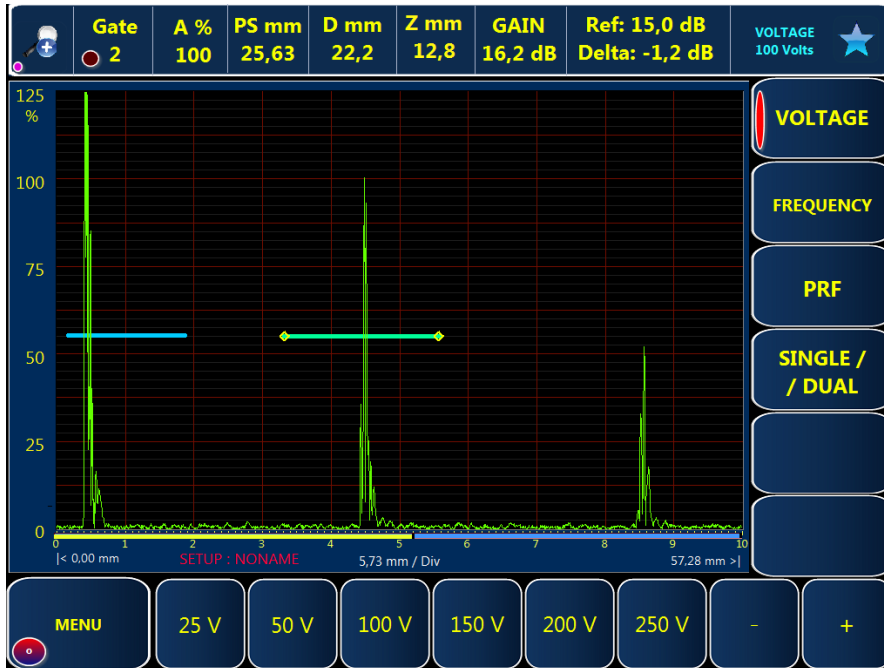 Gate
2
A %
100
PS mm
25,63
D mm
22,2
Z mm
12,8
GAIN
16,2 dB
Ref: 15,0 dB
Delta: -1,2 dB
VOLTAGE
100 Volts
125
%
100
75
50
25
0
0 1 2 3 4 5 6 7 8 9 10
|< 0,00 mm
SETUP : NONAME
5,73 mm / Div
57,28 mm >|
VOLTAGE
FREQUENCY
PRF
SINGLE /
/ DUAL
MENU
25 V
50 V
100 V
150 V
200 V
250 V
-
+